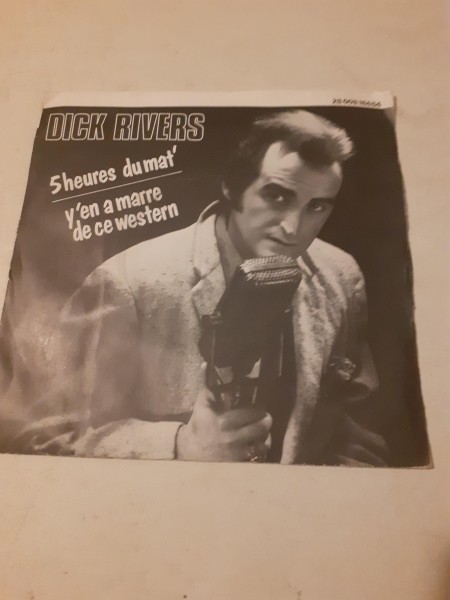 DICK RIVERS
5 heures du mat'
y'en a marre
de ce western